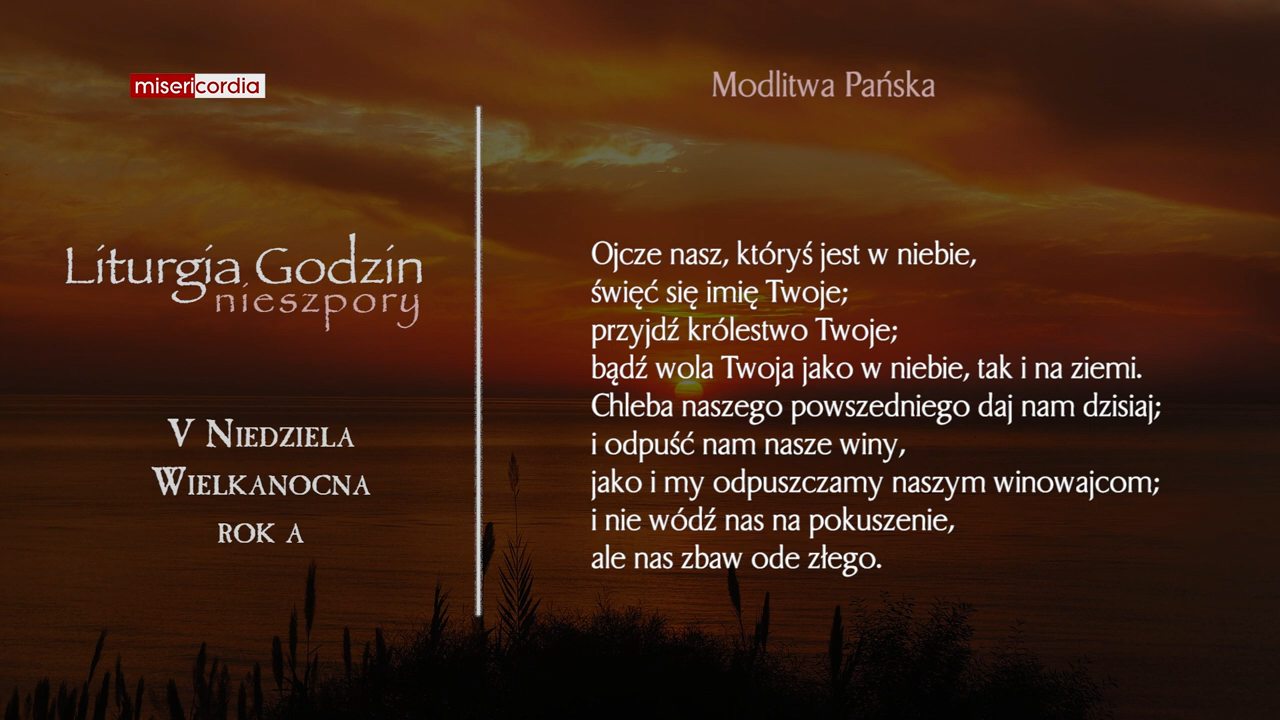 misericordia
Liturgia Godzin
nieszpory
V Niedziela
Wielkanocna
rok A
Modlitwa Pańska
Ojcze nasz, któryś jest w niebie,
święć się imię Twoje;
przyjdź królestwo Twoje;
bądź wola Twoja jako w niebie, tak i na ziemi.
Chleba naszego powszedniego daj nam dzisiaj;
i odpuść nam nasze winy,
jako i my odpuszczamy naszym winowajcom;
i nie wódź nas na pokuszenie,
ale nas zbaw ode złego.